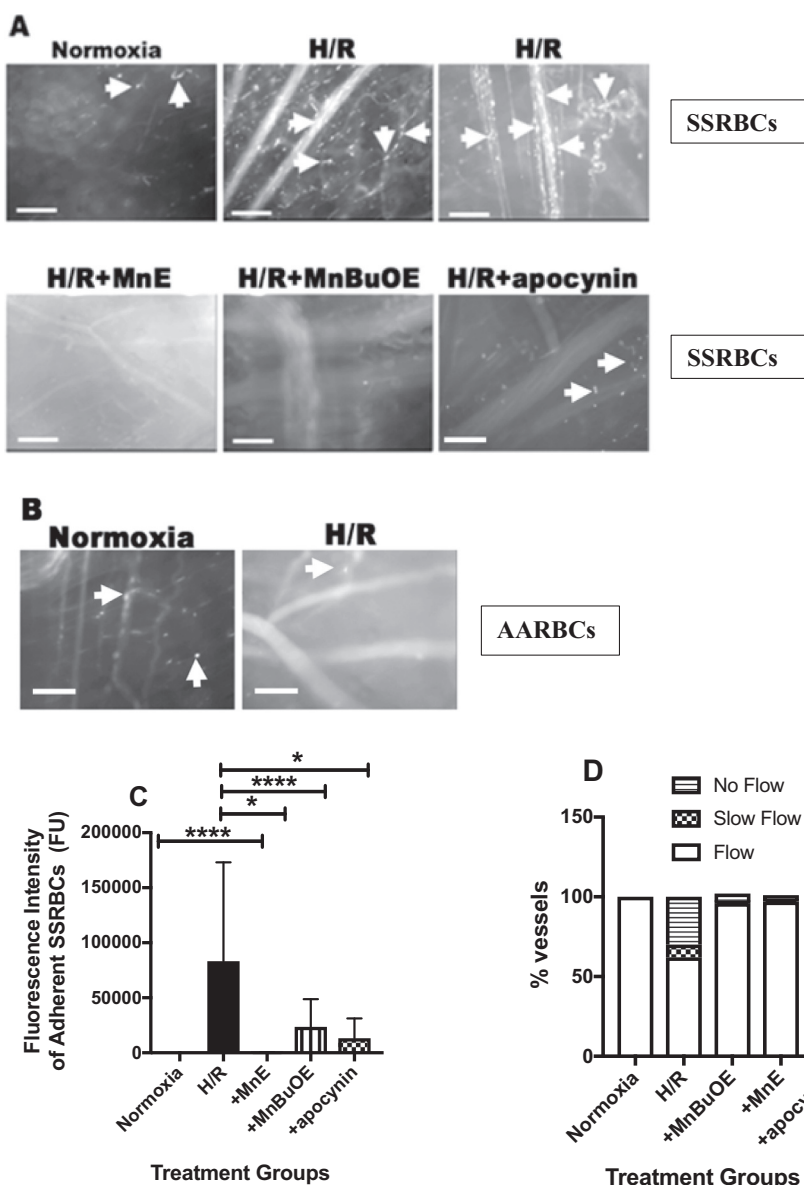 A
Normoxia
H/R
H/R
SSRBCs
H/R+MnE
H/R+MnBuOE
H/R+apocynin
SSRBCs
B
Normoxia
H/R
AARBCs
C
*
****
*
****
200000
150000
100000
50000
0
Fluorescence Intensity
of Adherent SSRBCs (FU)
Normoxia
H/R
+MnE
+MnBuOE
+apocynin
Treatment Groups
D
No Flow
Slow Flow
Flow
150
100
50
0
% vessels
Normoxia
H/R
+MnBuOE
+MnE
+apocy
Treatment Groups